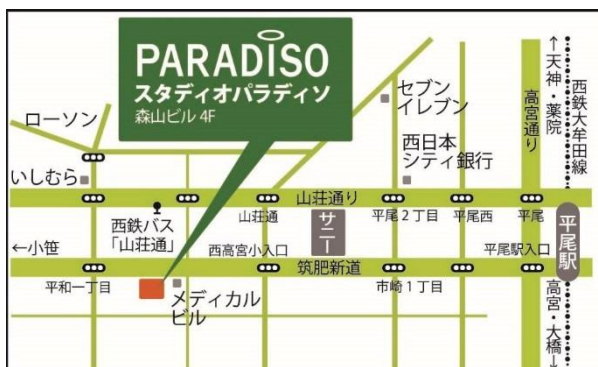 PARADISO
スタディオパラディソ
森山ビル 4F
ローソン
いしむら
西鉄バス
「山荘通」
←小笹
平和一丁目
メディカル
ビル
山荘通
西高宮小入口
サニー
山荘通り
筑肥新道
セブン
イレブン
西日本
シティ銀行
平尾2丁目
平尾西
平尾
市崎1丁目
平尾駅入口
高宮通り
←天神・薬院
西鉄大牟田線
平尾駅
高宮・大橋→